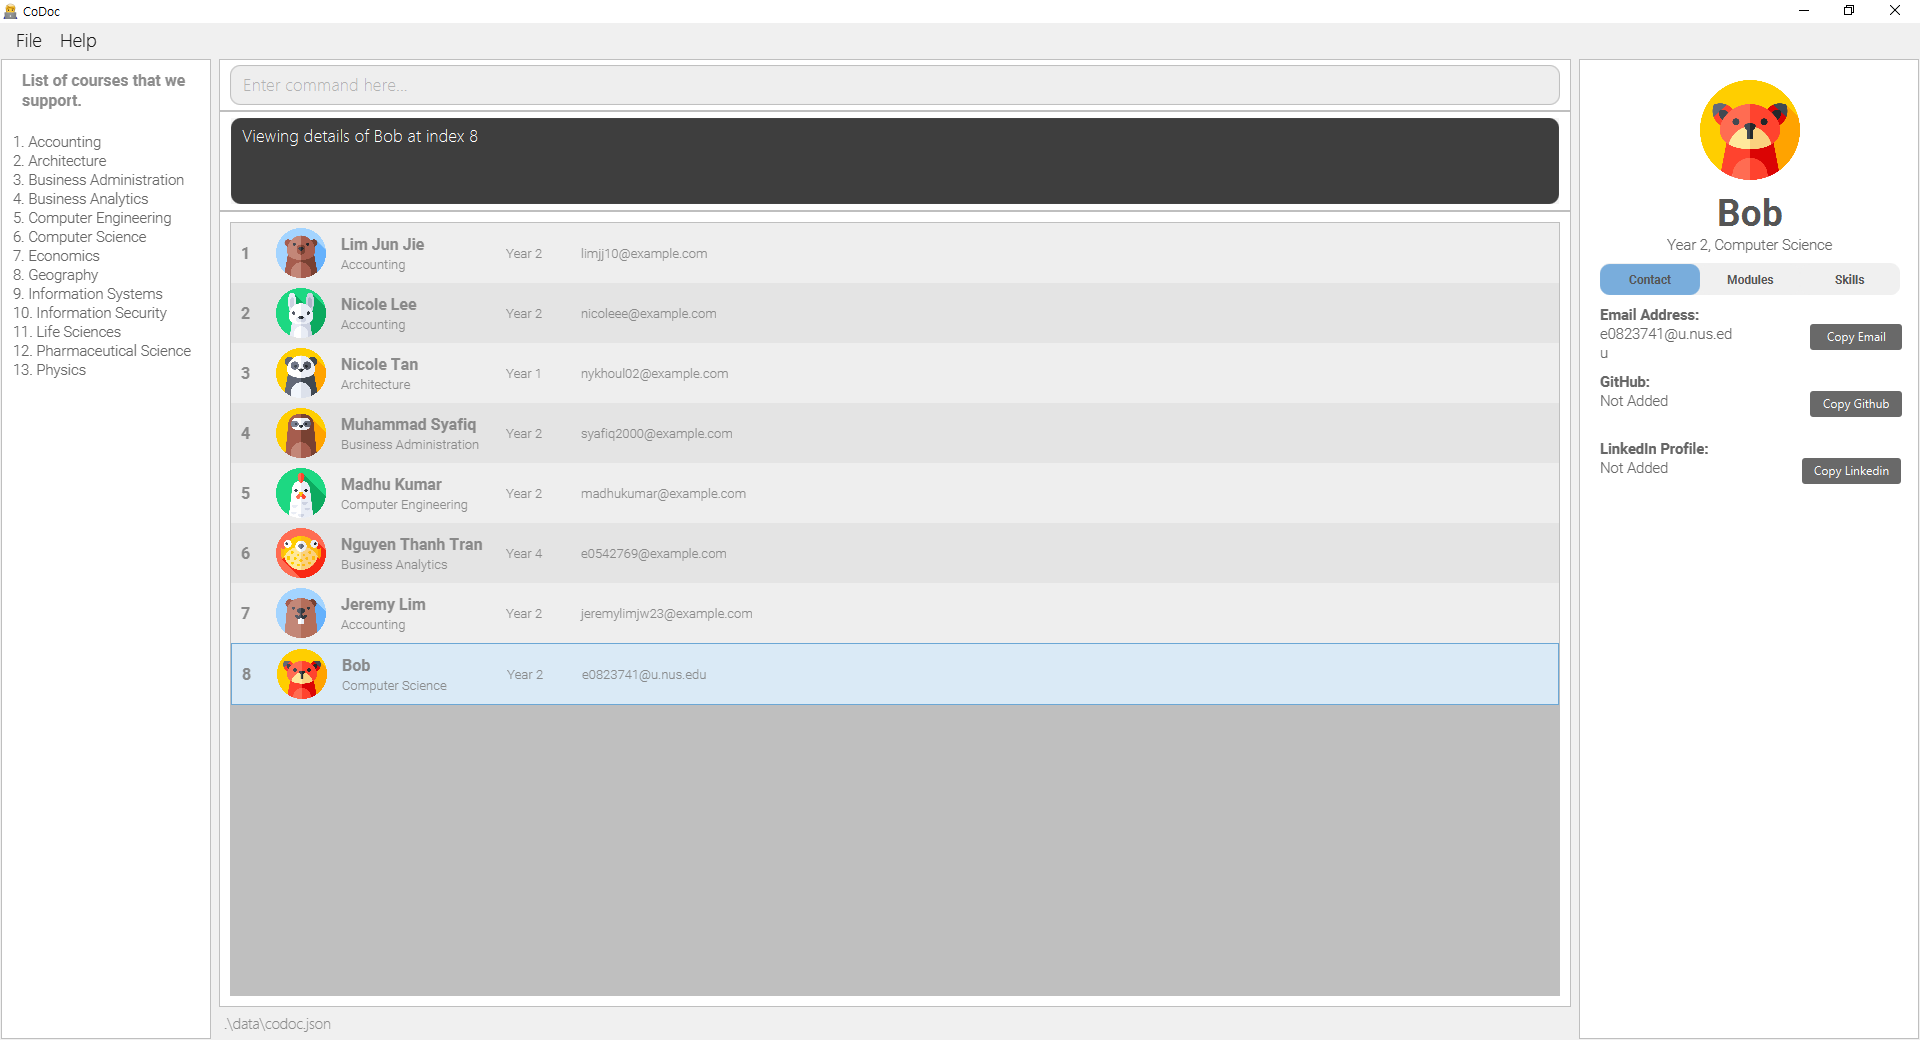 CoDoc
File Help
List of courses that we
support.
1. Accounting
2. Architecture
3. Business Administration
4. Business Analytics
5. Computer Engineering
6. Computer Science
7. Economics
8. Geography
9. Information Systems
10. Information Security
11. Life Sciences
12. Pharmaceutical Science
13. Physics
Enter command here...
Viewing details of Bob at index 8
1 Lim Jun Jie Year 2 limjj10@example.com
Accounting
2 Nicole Lee Year 2 nicoleee@example.com
Accounting
3 Nicole Tan Year 1 nykhoul02@example.com
Architecture
4 Muhammad Syafiq Year 2 syafiq2000@example.com
Business Administration
5 Madhu Kumar Year 2 madhukumar@example.com
Computer Engineering
6 Nguyen Thanh Tran Year 4 e0542769@example.com
Business Analytics
7 Jeremy Lim Year 2 jeremylimjw23@example.com
Accounting
8 Bob Year 2 e0823741@u.nus.edu
Computer Science
.\data\codoc.json
Bob
Year 2, Computer Science
Contact Modules Skills
Email Address:
e0823741@u.nus.ed
u
Copy Email
GitHub:
Not Added
Copy Github
LinkedIn Profile:
Not Added
Copy Linkedin